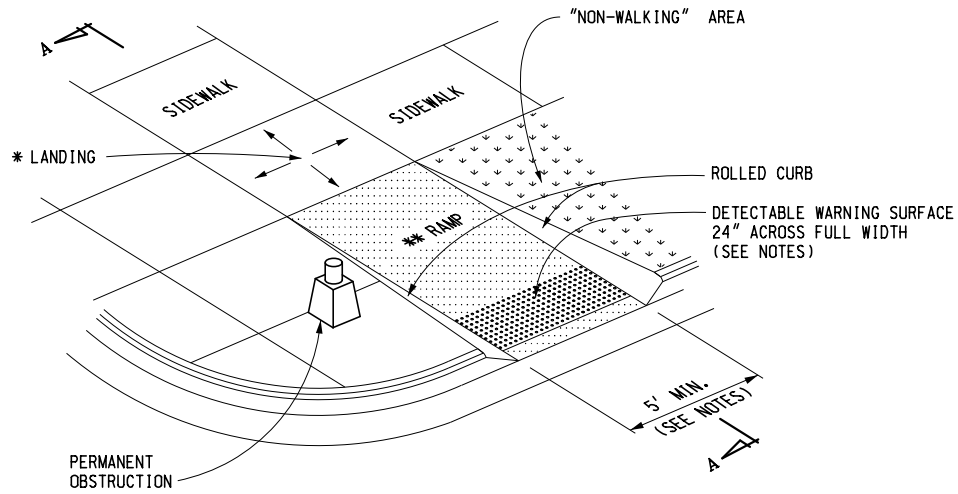 "NON-WALKING" AREA
A
SIDEWALK
SIDEWALK
* LANDING
ROLLED CURB
DETECTABLE WARNING SURFACE
24" ACROSS FULL WIDTH
(SEE NOTES)
** RAMP
5' MIN.
(SEE NOTES)
A
PERMANENT
OBSTRUCTION